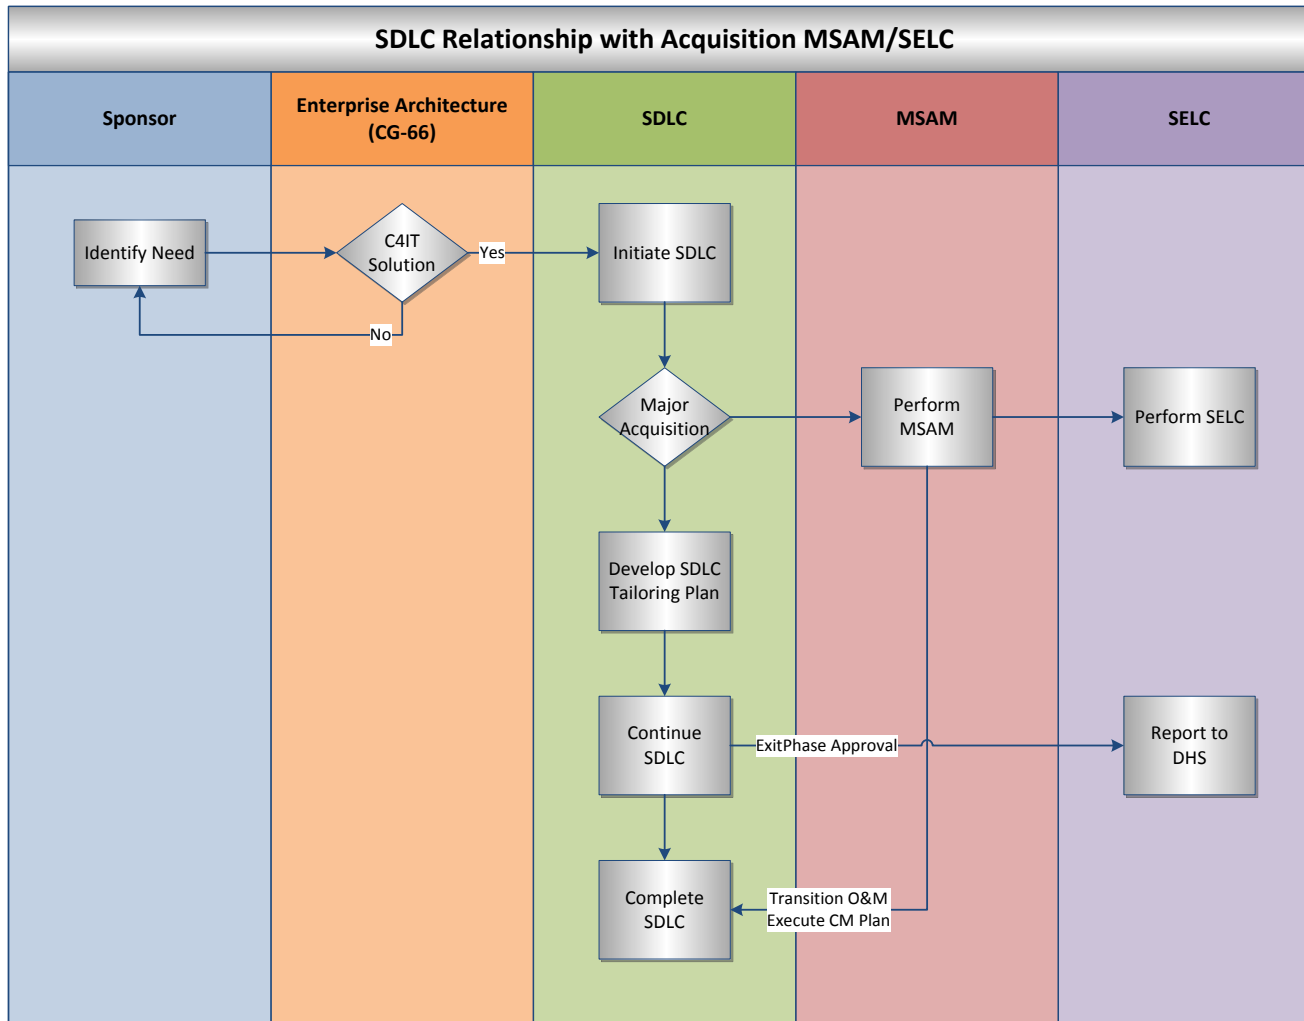 SDLC Relationship with Acquisition MSAM/SELC
Sponsor
Enterprise Architecture
(CG-66)
SDLC
MSAM
SELC
Identify Need
C4IT
Solution
Yes
Initiate SDLC
No
Major
Acquisition
Perform
MSAM
Perform SELC
Develop SDLC
Tailoring Plan
Continue
SDLC
ExitPhase Approval
Report to
DHS
Complete
SDLC
Transition O&M
Execute CM Plan